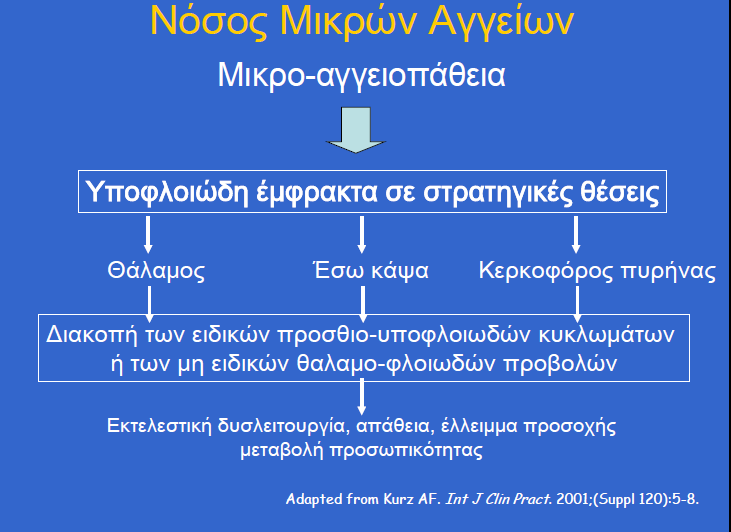 Νόσος Μικρών Αγγείων
Μικρο-αγγειοπάθεια
Υποφλοιώδη έμφρακτα σε στρατηγικές θέσεις
Θάλαμος Έσω κάψα Κερκοφόρος πυρήνας
Διακοπή των ειδικών προσθιο-υποφλοιωδών κυκλωμάτων
ή των μη ειδικών θαλαμο-φλοιωδών προβολών
Εκτελεστική δυσλειτουργία, απάθεια, έλλειμμα προσοχής
μεταβολή προσωπικότητας
Adapted from Kurz AF. Int J Clin Pract. 2001;(Suppl 120):5-8.